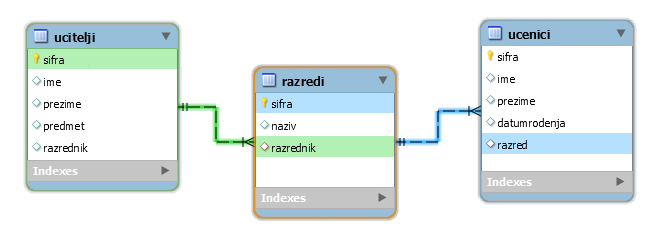 ucitelji
sifra
ime
prezime
predmet
razrednik
Indexes
razredi
sifra
naziv
razrednik
Indexes
ucenici
sifra
ime
prezime
datumrodenja
razred
Indexes